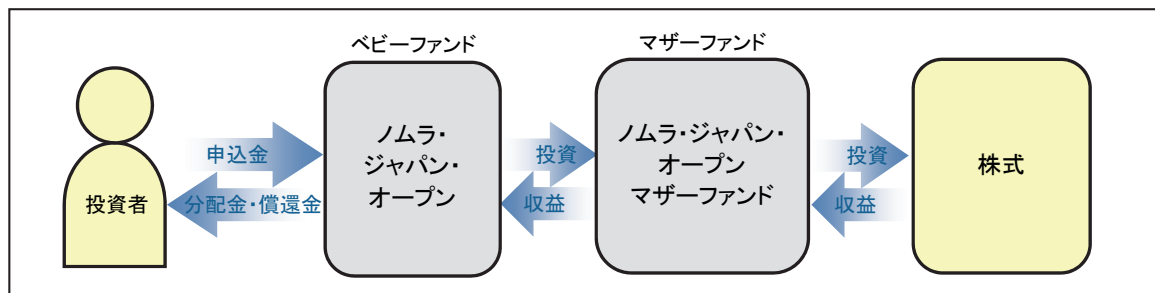 ベビーファンド
マザーファンド
投資者
申込金
分配金・償還金
ノムラ・
ジャパン・
オープン
投資
収益
ノムラ・ジャパン・
オープン
マザーファンド
投資
収益
株式